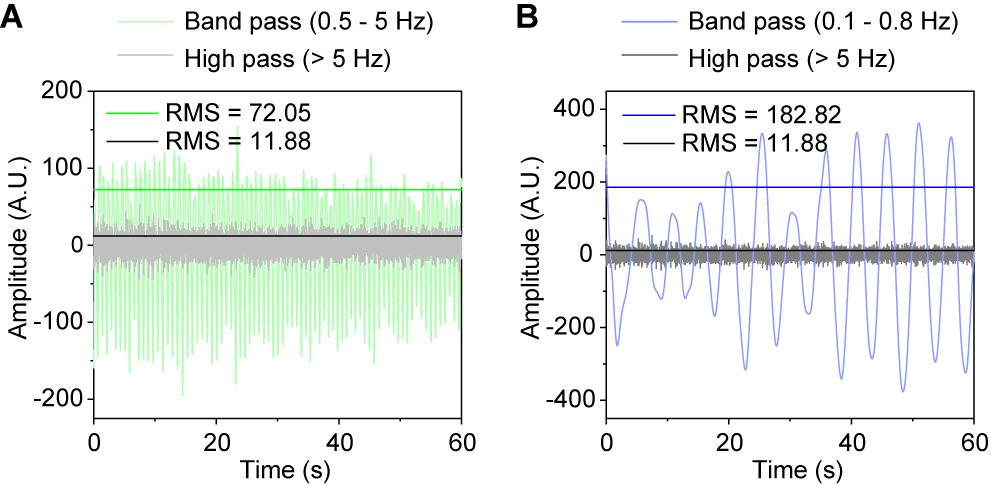 A
Band pass (0.5 - 5 Hz)
High pass (> 5 Hz)
RMS = 72.05
RMS = 11.88
200
100
0
-100
-200
Amplitude (A.U.)
0
20
40
60
Time (s)
B
Band pass (0.1 - 0.8 Hz)
High pass (> 5 Hz)
RMS = 182.82
RMS = 11.88
400
200
0
-200
-400
Amplitude (A.U.)
0
20
40
60
Time (s)